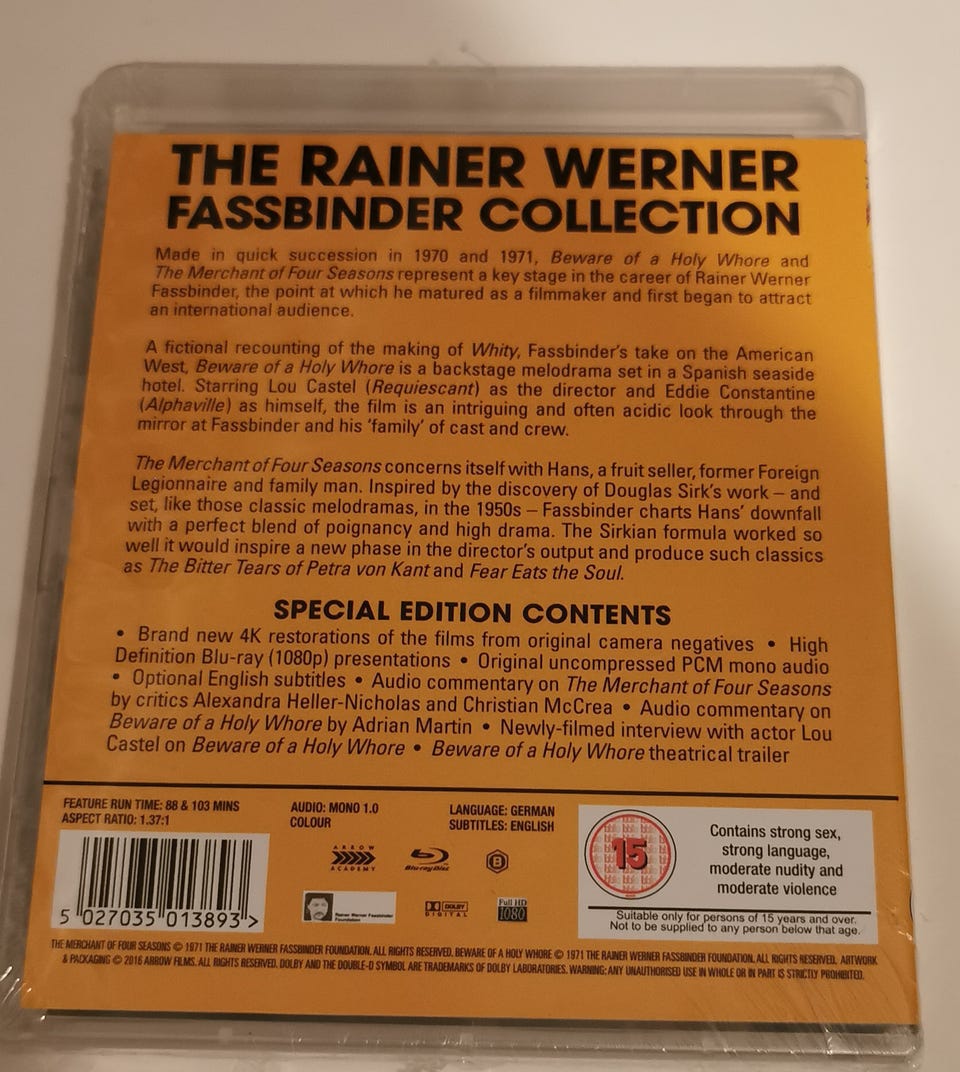 THE RAINER WERNER
FASSBINDER COLLECTION
Made in quick succession in 1970 and 1971, Beware of a Holy Whore and
The Merchant of Four Seasons represent a key stage in the career of Rainer Werner
Fassbinder, the point at which he matured as a filmmaker and first began to attract
an international audience.
A fictional recounting of the making of Whity, Fassbinder's take on the American
West, Beware of a Holy Whore is a backstage melodrama set in a Spanish seaside
hotel. Starring Lou Castel (Requiescant) as the director and Eddie Constantine
(Alphaville) as himself, the film is an intriguing and often acidic look through the
mirror at Fassbinder and his 'family' of cast and crew.
The Merchant of Four Seasons concerns itself with Hans, a fruit seller, former Foreign
Legionnaire and family man. Inspired by the discovery of Douglas Sirk's work – and
set, like those classic melodramas, in the 1950s – Fassbinder charts Hans' downfall
with a perfect blend of poignancy and high drama. The Sirkian formula worked so
well it would inspire a new phase in the director's output and produce such classics
as The Bitter Tears of Petra von Kant and Fear Eats the Soul.
SPECIAL EDITION CONTENTS
• Brand new 4K restorations of the films from original camera negatives • High
Definition Blu-ray (1080p) presentations • Original uncompressed PCM mono audio
• Optional English subtitles • Audio commentary on The Merchant of Four Seasons
by critics Alexandra Heller-Nicholas and Christian McCrea • Audio commentary on
Beware of a Holy Whore by Adrian Martin • Newly-filmed interview with actor Lou
Castel on Beware of a Holy Whore • Beware of a Holy Whore theatrical trailer
FEATURE RUN TIME: 88 & 103 MINS
ASPECT RATIO: 1.37:1
AUDIO: MONO 1.0
COLOUR
LANGUAGE: GERMAN
SUBTITLES: ENGLISH
ARROW
ACADEMY
Blu-ray Disc
B
Rainer Werner Fassbinder
Foundation
DOLBY
DIGITAL
Full HD
1080
15
Contains strong sex,
strong language,
moderate nudity and
moderate violence
Suitable only for persons of 15 years and over.
Not to be supplied to any person below that age.
5 027035 013893 >
THE MERCHANT OF FOUR SEASONS © 1971 THE RAINER WERNER FASSBINDER FOUNDATION. ALL RIGHTS RESERVED. BEWARE OF A HOLY WHORE © 1971 THE RAINER WERNER FASSBINDER FOUNDATION. ALL RIGHTS RESERVED. ARTWORK
& PACKAGING © 2016 ARROW FILMS. ALL RIGHTS RESERVED. DOLBY AND THE DOUBLE-D SYMBOL ARE TRADEMARKS OF DOLBY LABORATORIES. WARNING: ANY UNAUTHORISED USE IN WHOLE OR IN PART IS STRICTLY PROHIBITED.